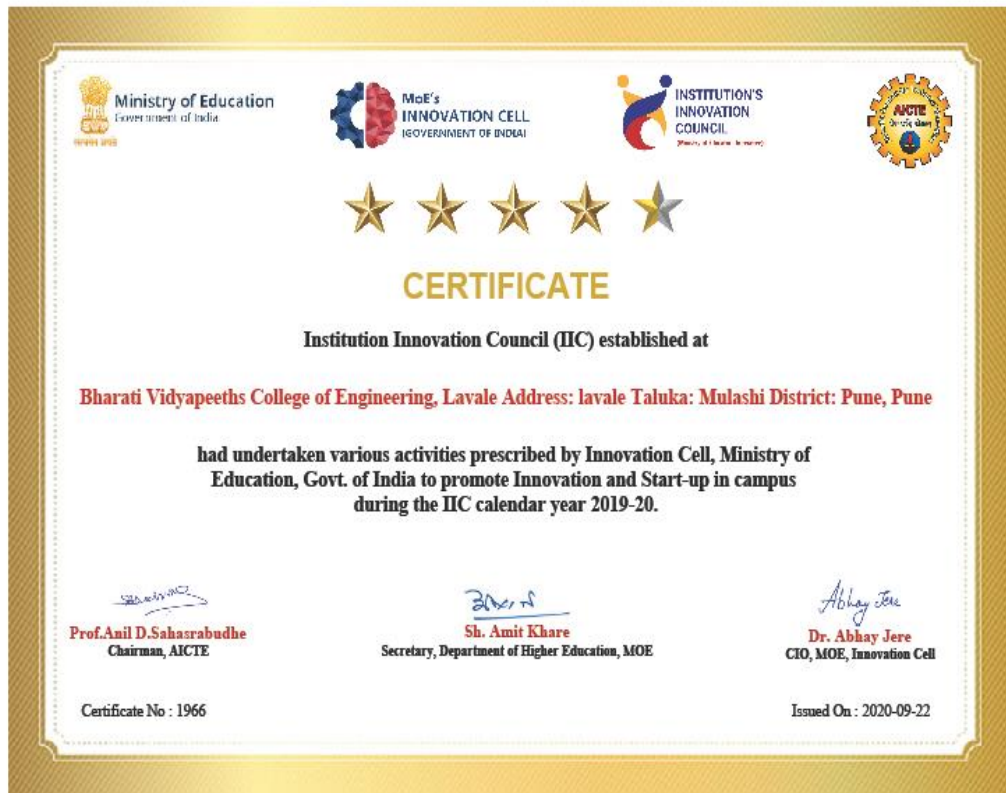 Ministry of Education
Government of India
MoE's
INNOVATION CELL
(GOVERNMENT OF INDIA)
INSTITUTION'S
INNOVATION
COUNCIL
AICTE
CERTIFICATE
Institution Innovation Council (IIC) established at
Bharati Vidyapeeths College of Engineering, Lavale Address: lavale Taluka: Mulashi District: Pune, Pune
had undertaken various activities prescribed by Innovation Cell, Ministry of
Education, Govt. of India to promote Innovation and Start-up in campus
during the IIC calendar year 2019-20.
Abhay Jere
Prof.Anil D.Sahasrabudhe
Chairman, AICTE
Sh. Amit Khare
Secretary, Department of Higher Education, MOE
Dr. Abhay Jere
CIO, MOE, Innovation Cell
Certificate No : 1966
Issued On : 2020-09-22